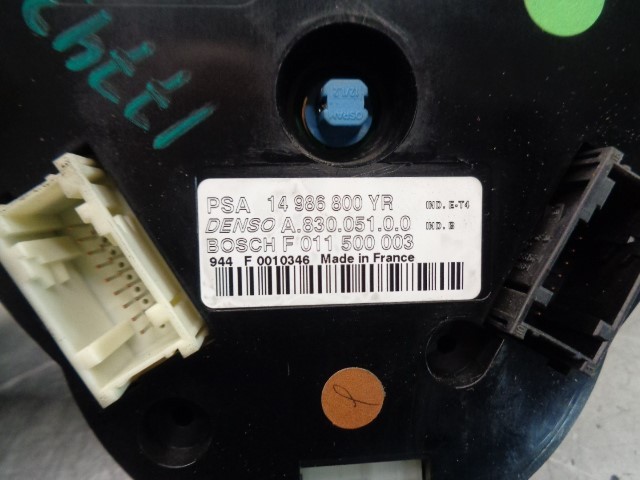 PSA 14 986 800 YR IND. E-T4
DENSO A.830.051.0.0 IND. B
BOSCH F 011 500 003
944 F 0010346 Made in France
OSRAM